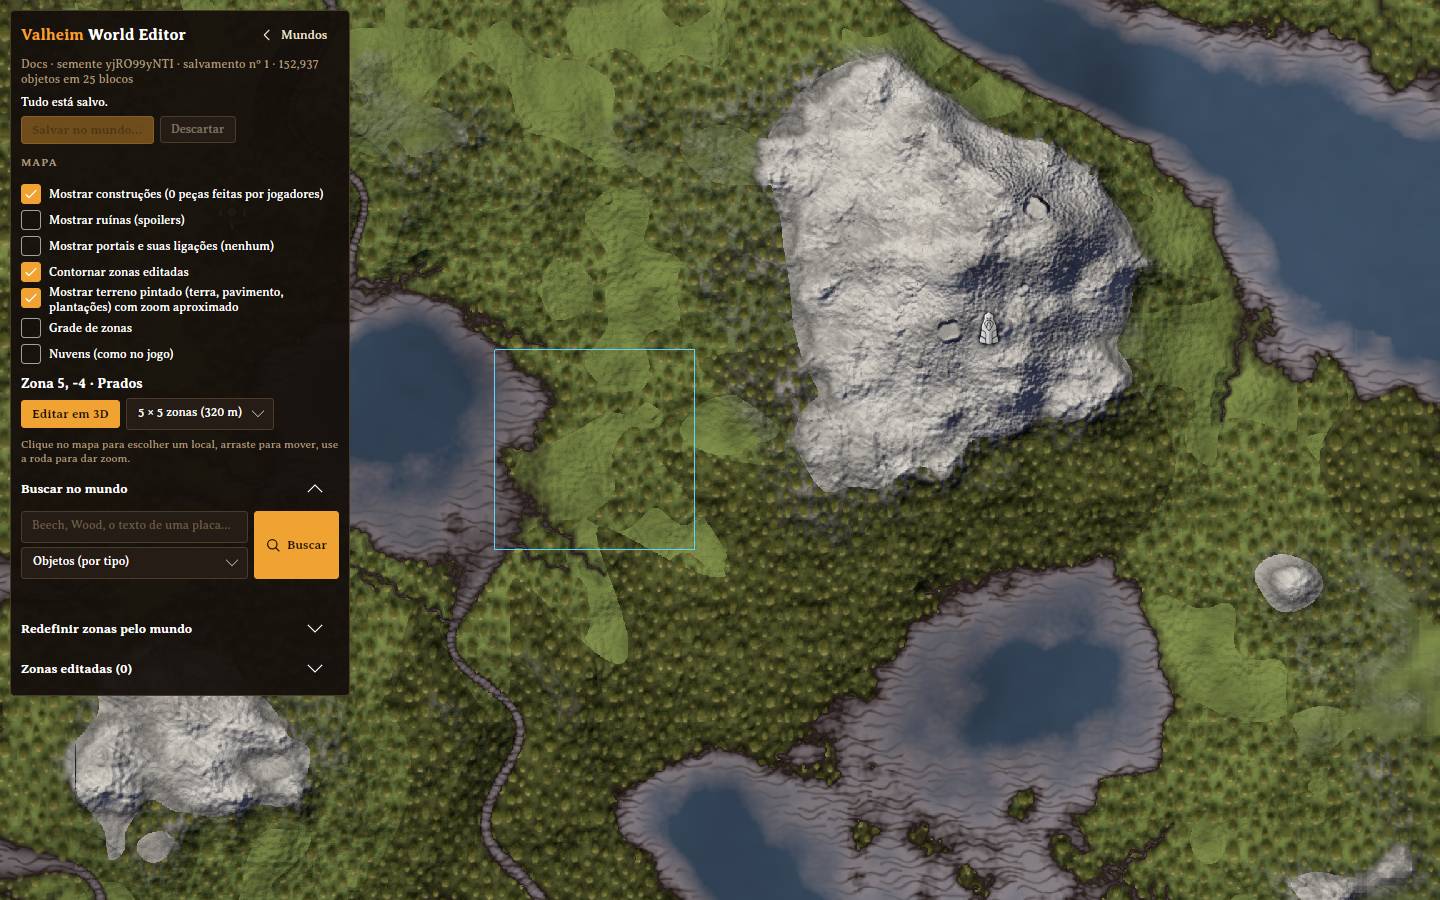 Valheim World Editor
Mundos
Docs · semente yjRO99yNTI · salvamento nº 1 · 152,937
objetos em 25 blocos
Tudo está salvo.
Salvar no mundo...
Descartar
MAPA
Mostrar construções (0 peças feitas por jogadores)
Mostrar ruínas (spoilers)
Mostrar portais e suas ligações (nenhum)
Contornar zonas editadas
Mostrar terreno pintado (terra, pavimento,
plantações) com zoom aproximado
Grade de zonas
Nuvens (como no jogo)
Zona 5, -4 · Prados
Editar em 3D
5 × 5 zonas (320 m)
Clique no mapa para escolher um local, arraste para mover, use
a roda para dar zoom.
Buscar no mundo
Beech, Wood, o texto de uma placa...
Buscar
Objetos (por tipo)
Redefinir zonas pelo mundo
Zonas editadas (0)